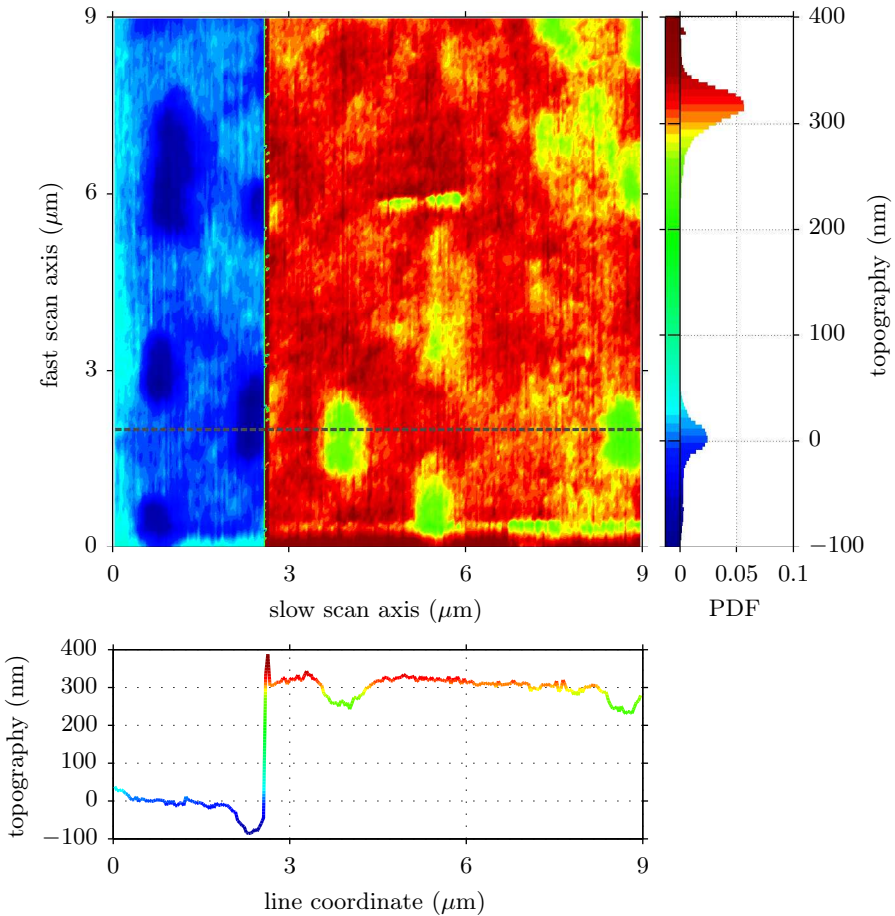 9
6
3
0
fast scan axis (μm)
0 3 6 9
slow scan axis (μm)
400
300
200
100
0
−100
topography (nm)
0 0.05 0.1
PDF
400
300
200
100
0
−100
topography (nm)
0 3 6 9
line coordinate (μm)